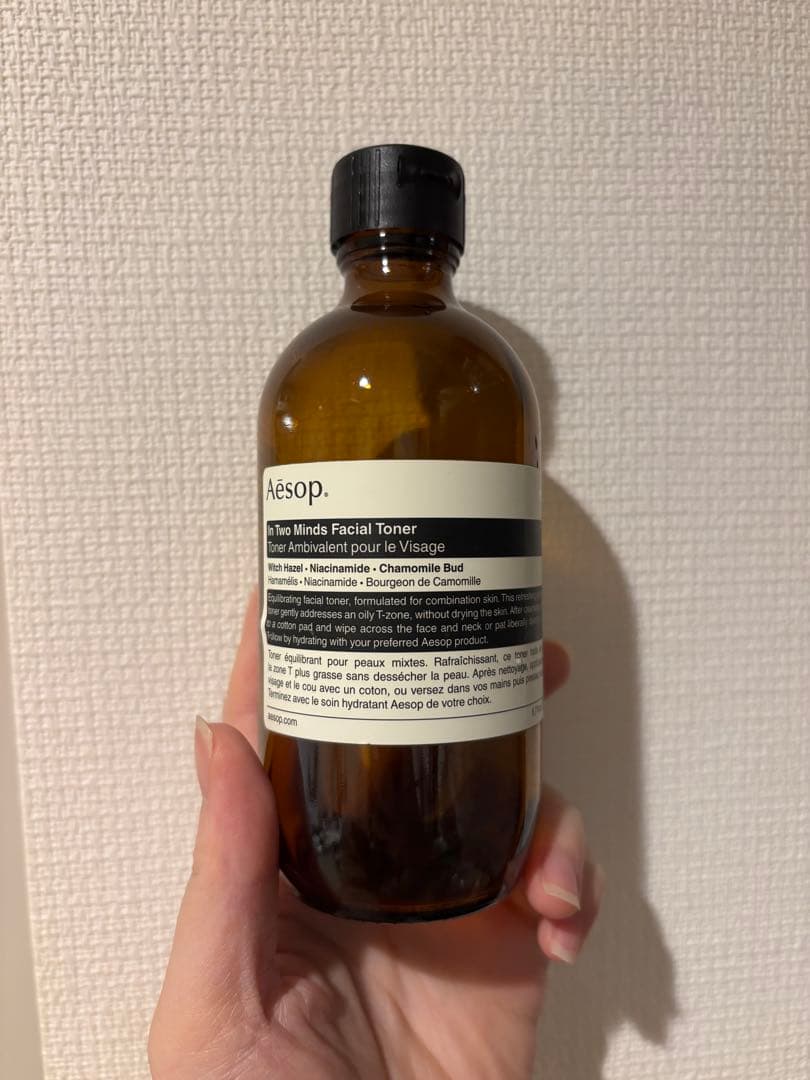 Aēsop.
In Two Minds Facial Toner
Toner Ambivalent pour le Visage
Witch Hazel • Niacinamide • Chamomile Bud
Hamamélis • Niacinamide • Bourgeon de Camomille
Equilibrating facial toner, formulated for combination skin. This refreshing
toner gently addresses an oily T-zone, without drying the skin. After
to a cotton pad and wipe across the face and neck or pat liberally
Follow by hydrating with your preferred Aesop product.
Toner équilibrant pour peaux mixtes. Rafraîchissant, ce toner
la zone T plus grasse sans dessécher la peau. Après nettoyage,
visage et le cou avec un coton, ou versez dans vos mains puis
Terminez avec le soin hydratant Aesop de votre choix.
aesop.com